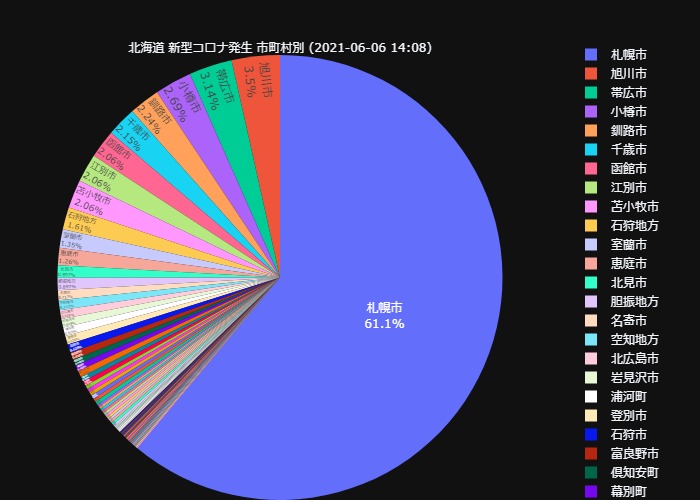 北海道 新型コロナ発生 市町村別 (2021-06-06 14:08)
札幌市
61.1%
旭川市
3.5%
帯広市
3.14%
小樽市
2.69%
釧路市
2.24%
千歳市
2.15%
函館市
2.06%
江別市
2.06%
苫小牧市
2.06%
石狩地方
1.61%
室蘭市
1.35%
恵庭市
1.26%
札幌市
旭川市
帯広市
小樽市
釧路市
千歳市
函館市
江別市
苫小牧市
石狩地方
室蘭市
恵庭市
北見市
胆振地方
名寄市
空知地方
北広島市
岩見沢市
浦河町
登別市
石狩市
富良野市
倶知安町
幕別町